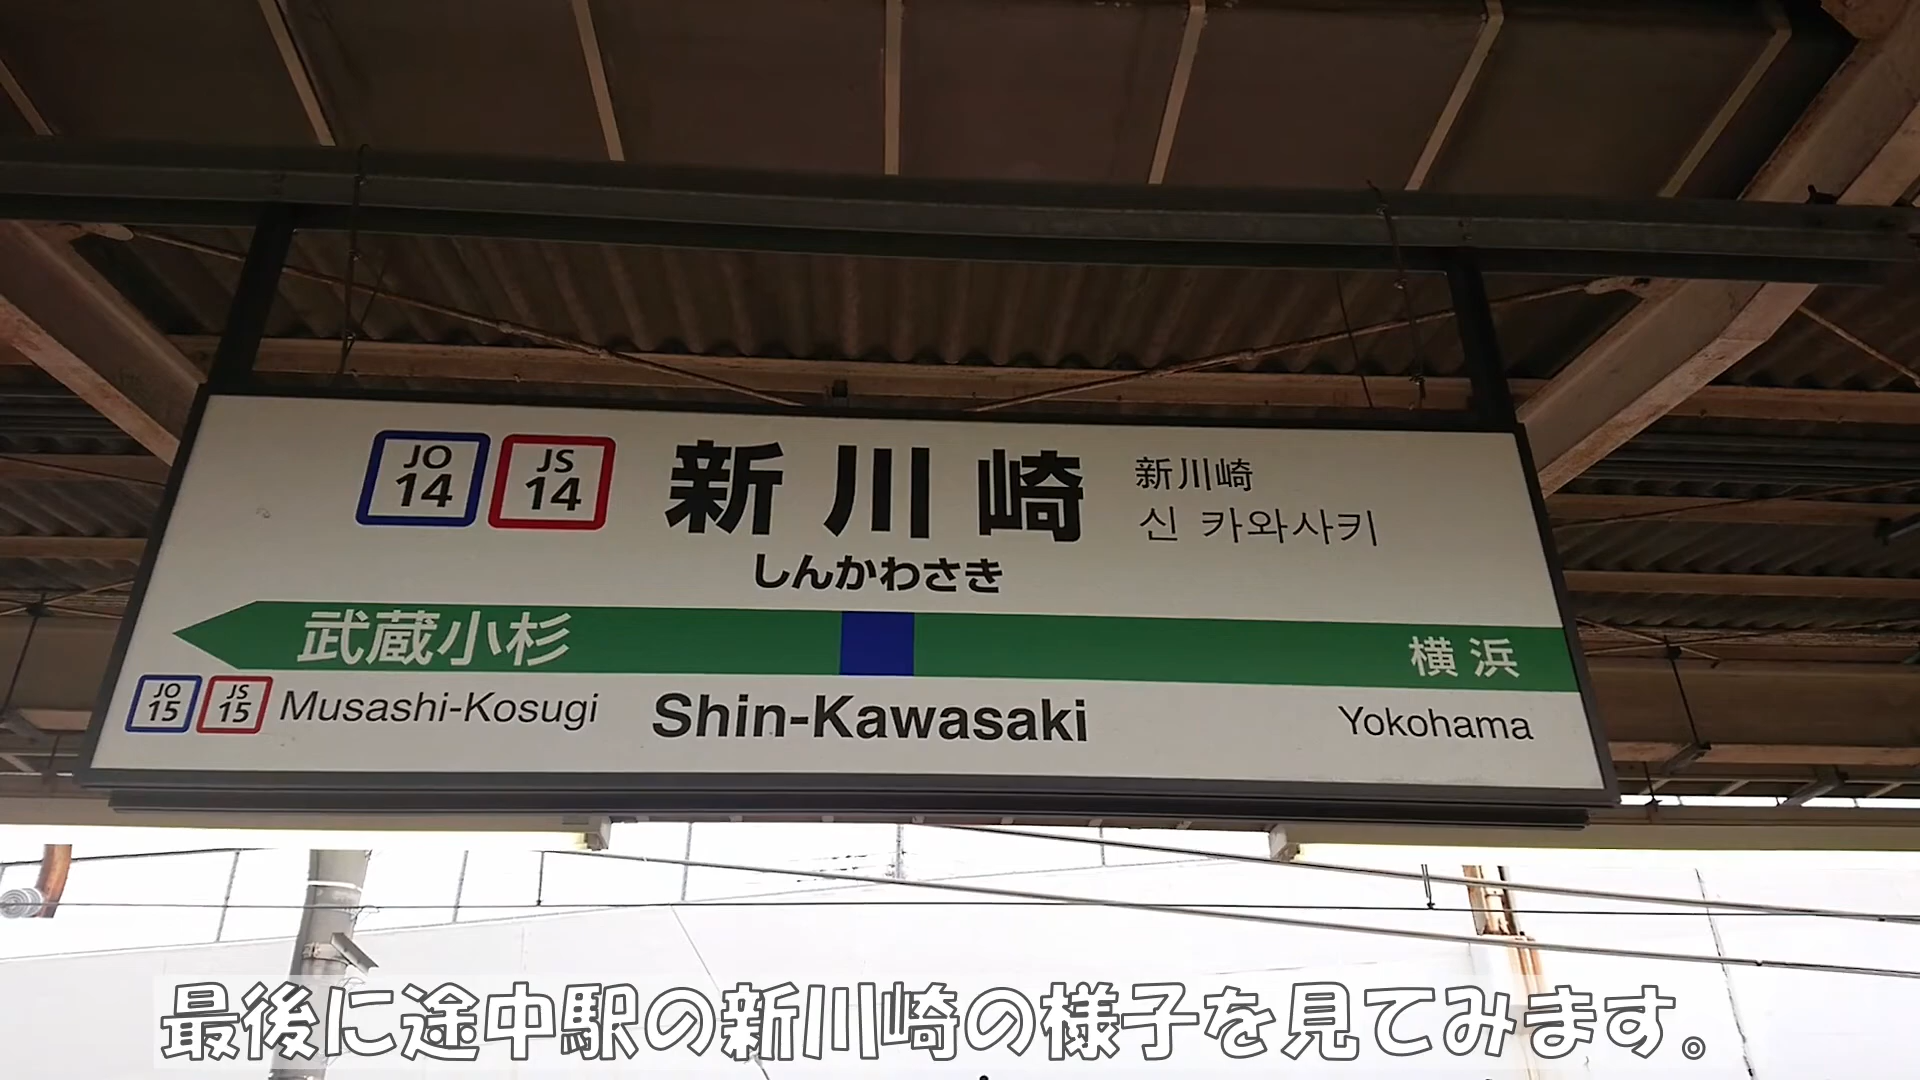 JO
14
JS
14
新川崎
新川崎
신 카와사키
しんかわさき
武蔵小杉
横浜
JO
15
JS
15
Musashi-Kosugi
Shin-Kawasaki
Yokohama
最後に途中駅の新川崎の様子を見てみます。